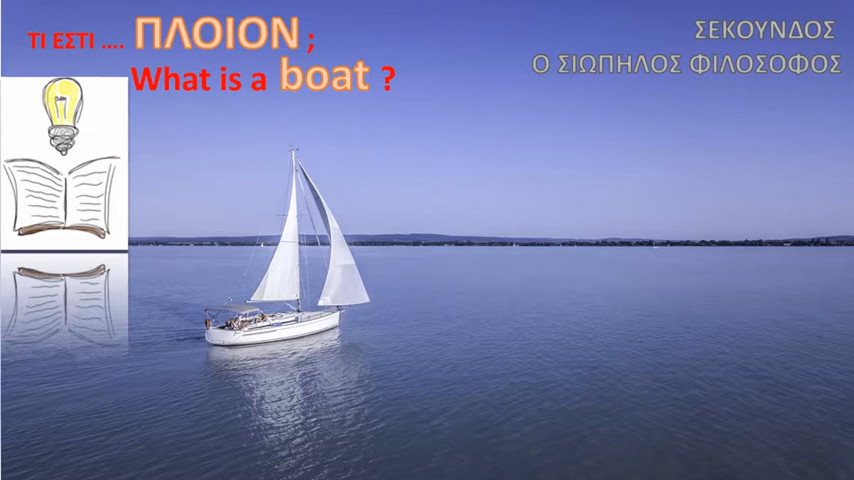 ΤΙ ΕΣΤΙ .... ΠΛΟΙΟΝ ;
What is a boat ?
ΣΕΚΟΥΝΔΟΣ
Ο ΣΙΩΠΗΛΟΣ ΦΙΛΟΣΟΦΟΣ